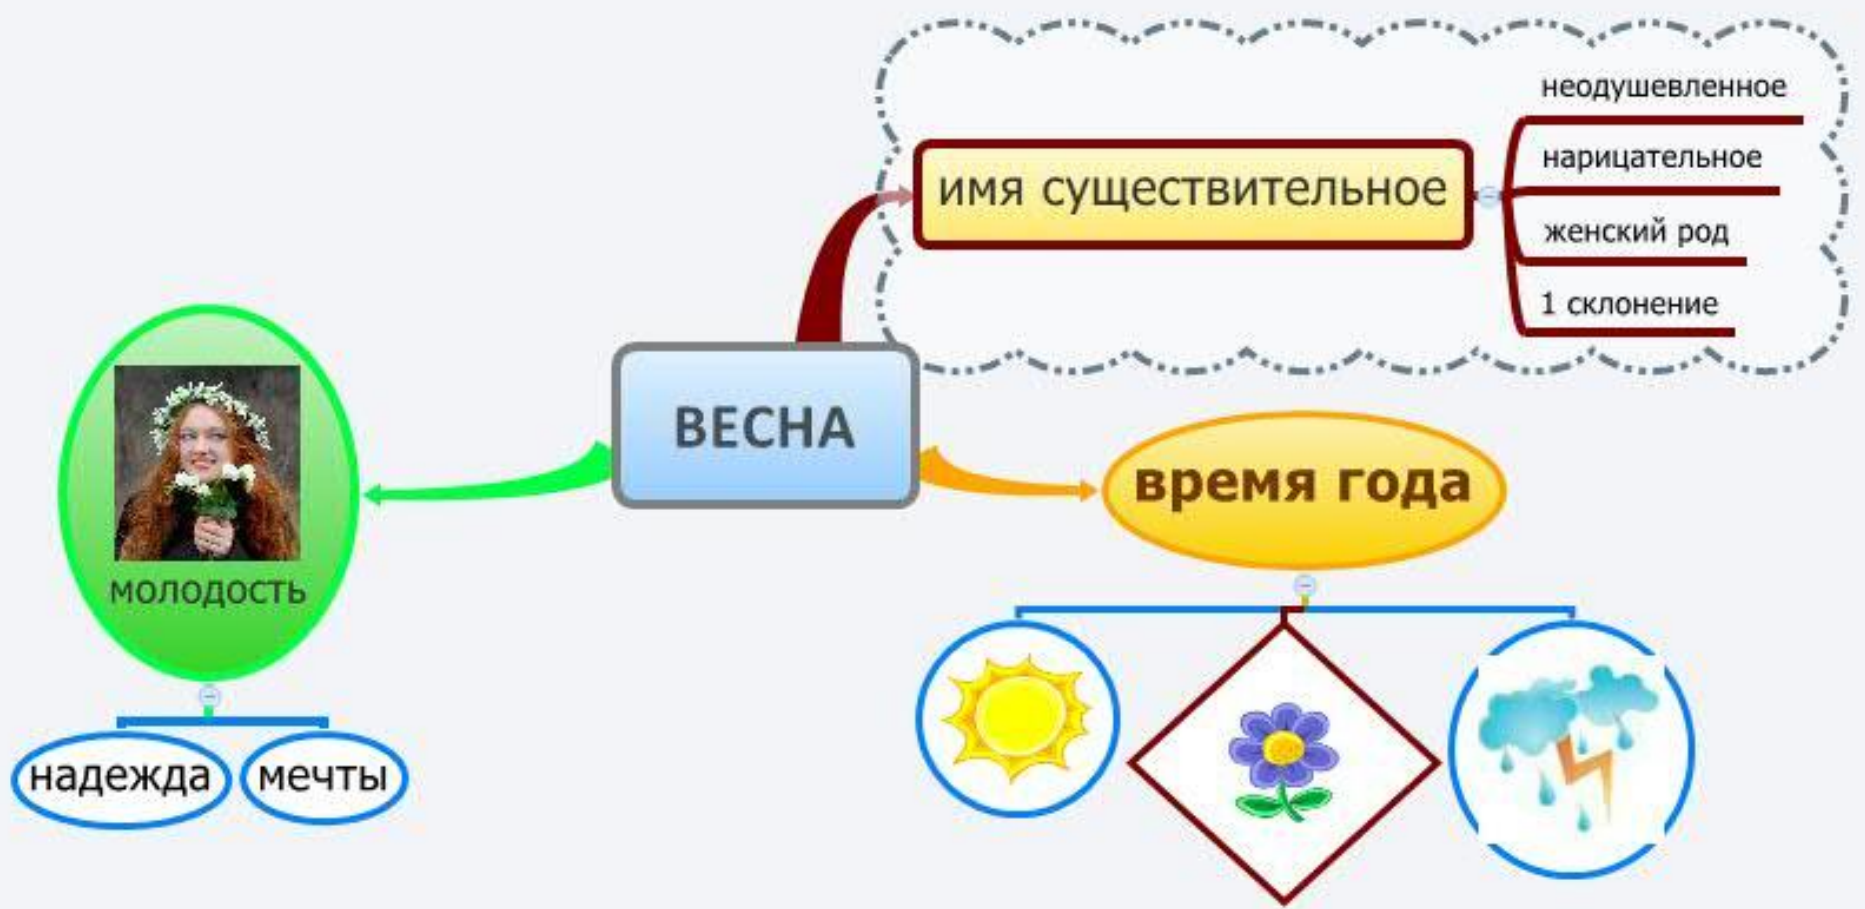 неодушевленное
нарицательное
имя существительное
женский род
1 склонение
ВЕСНА
время года
молодость
надежда
мечты